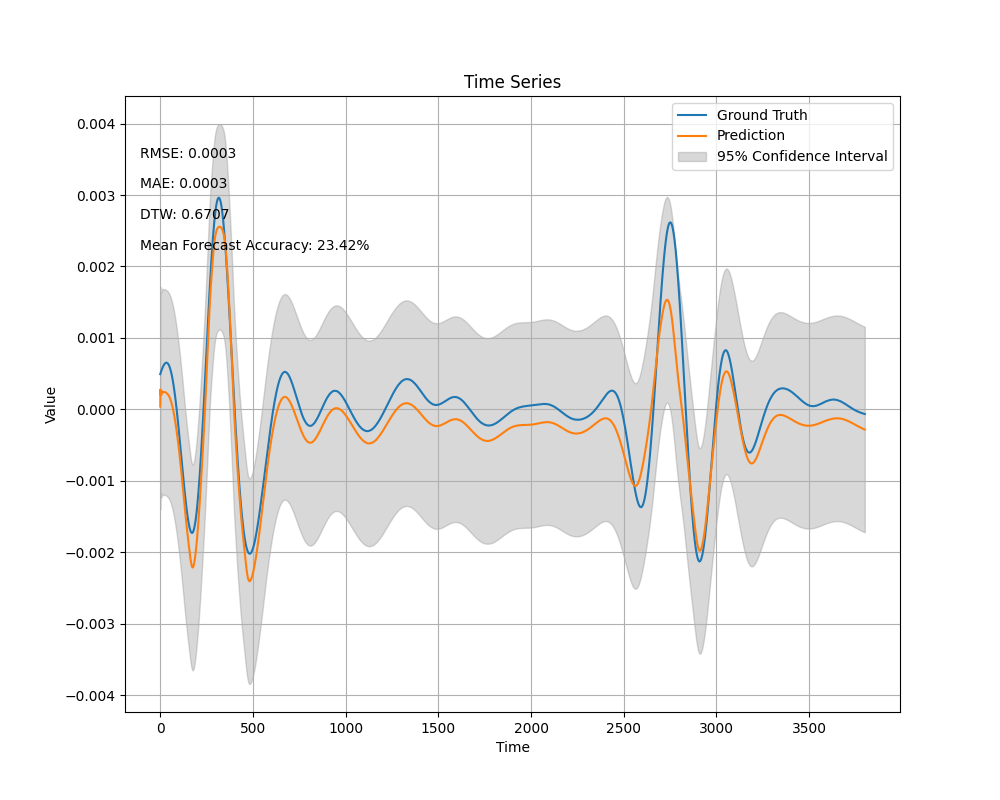 Time Series
Ground Truth
Prediction
95% Confidence Interval
RMSE: 0.0003
MAE: 0.0003
DTW: 0.6707
Mean Forecast Accuracy: 23.42%
Value
0.004
0.003
0.002
0.001
0.000
−0.001
−0.002
−0.003
−0.004
0 500 1000 1500 2000 2500 3000 3500
Time